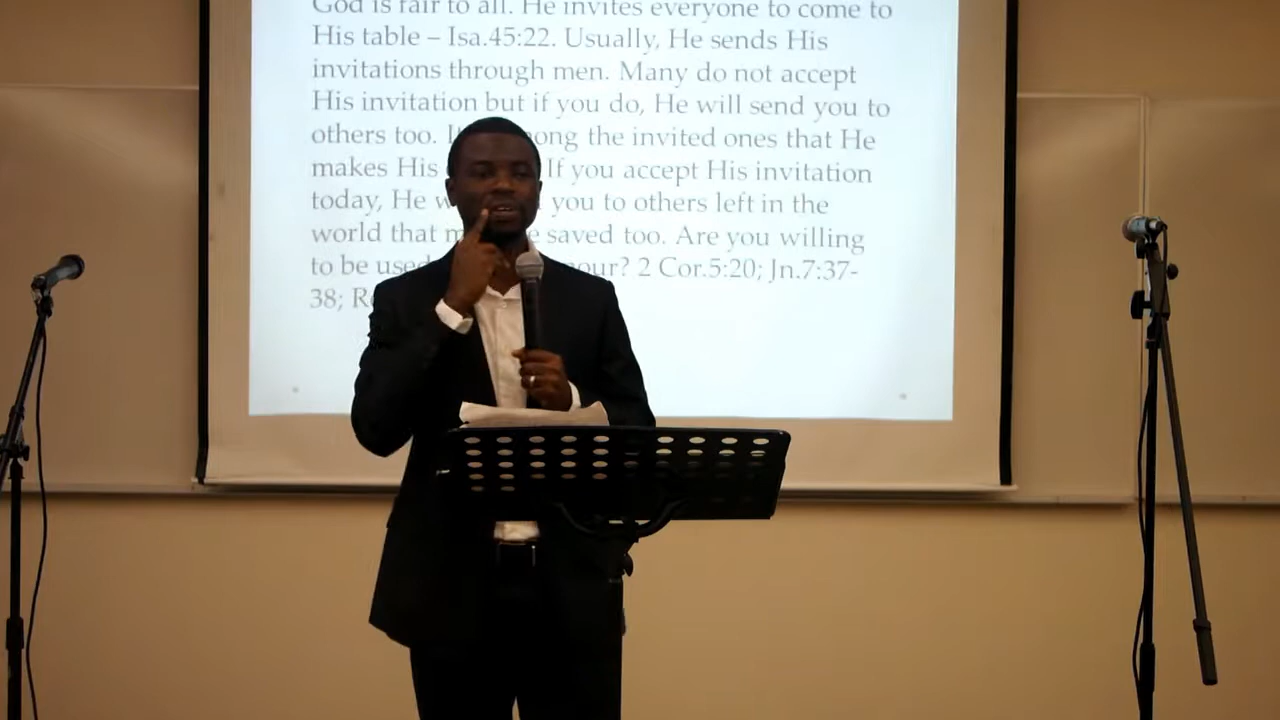 God is fair to all. He invites everyone to come to
His table – Isa.45:22. Usually, He sends His
invitations through men. Many do not accept
His invitation but if you do, He will send you to
others too. the invited ones that He
makes His If you accept His invitation
today, He you to others left in the
world that saved too. Are you willing
to be 2 Cor.5:20; Jn.7:37-
38;